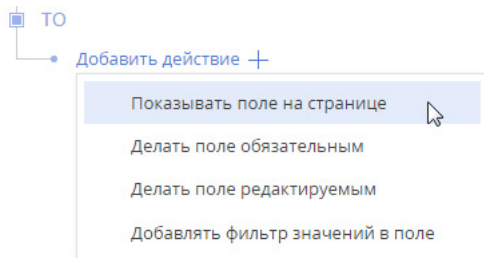 ТО
Добавить действие +
Показывать поле на странице
Делать поле обязательным
Делать поле редактируемым
Добавлять фильтр значений в поле